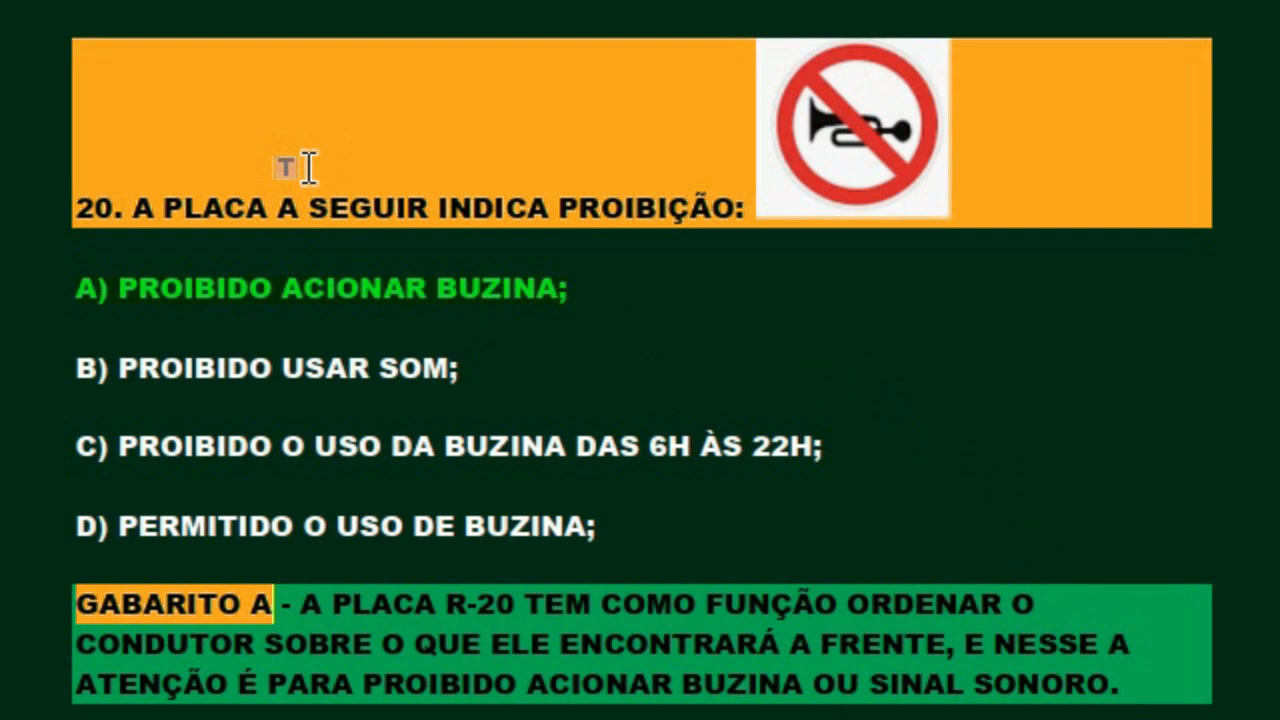 T
20. A PLACA A SEGUIR INDICA PROIBIÇÃO:
A) PROIBIDO ACIONAR BUZINA;
B) PROIBIDO USAR SOM;
C) PROIBIDO O USO DA BUZINA DAS 6H ÀS 22H;
D) PERMITIDO O USO DE BUZINA;
GABARITO A - A PLACA R-20 TEM COMO FUNÇÃO ORDENAR O
CONDUTOR SOBRE O QUE ELE ENCONTRARÁ A FRENTE, E NESSE A
ATENÇÃO É PARA PROIBIDO ACIONAR BUZINA OU SINAL SONORO.